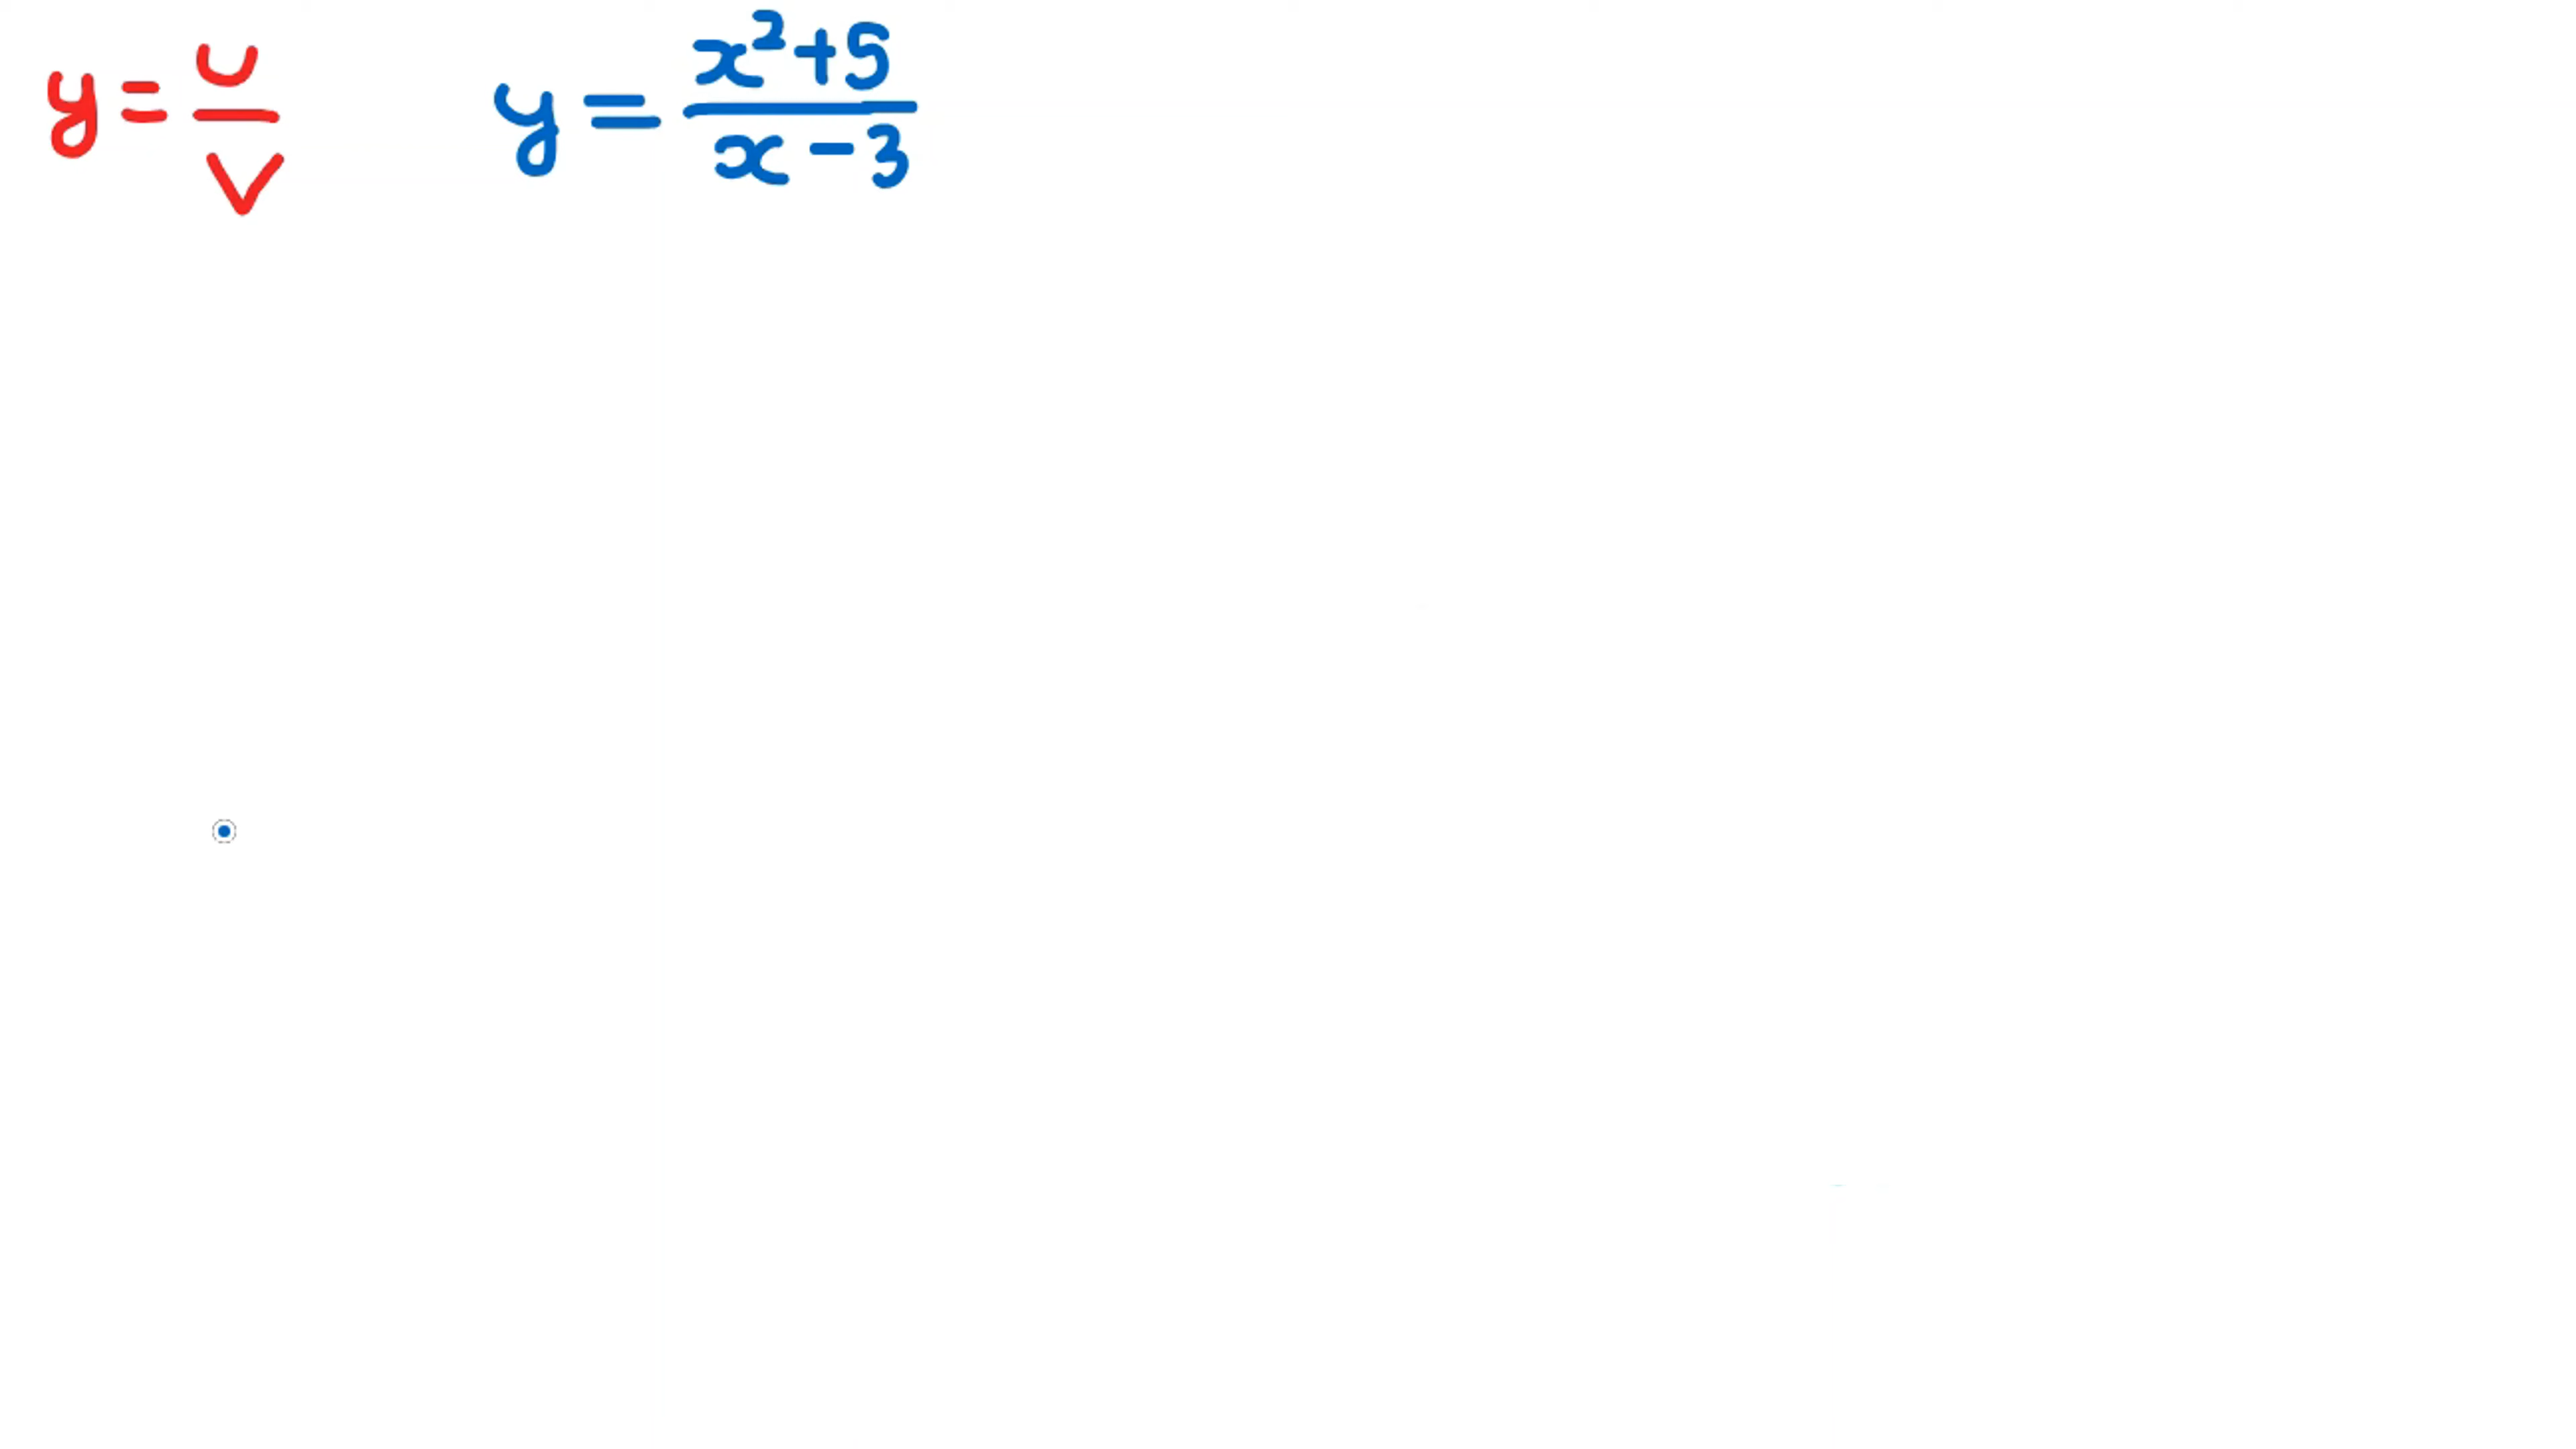 y = u/v
y = (x²+5)/(x-3)